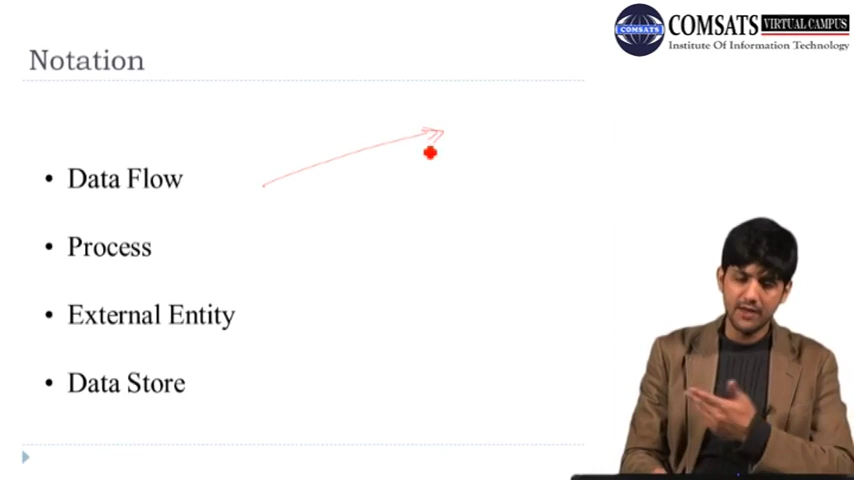 COMSATS VIRTUAL CAMPUS
COMSATS
Institute Of Information Technology
Notation
• Data Flow
• Process
• External Entity
• Data Store